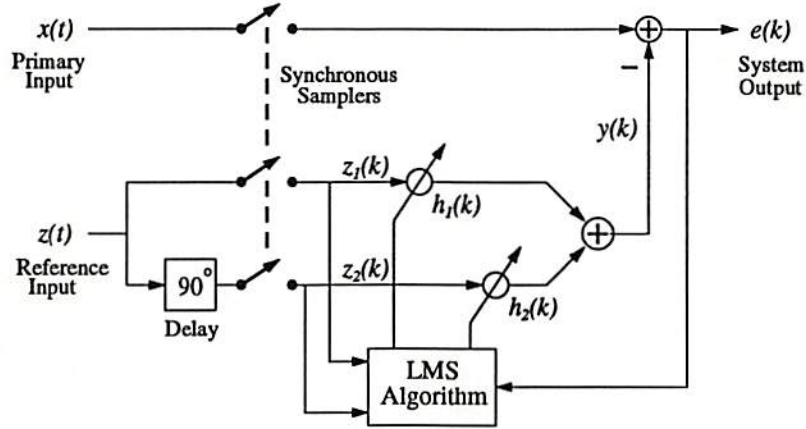 x(t)
Primary
Input
Synchronous
Samplers
+
−
e(k)
System
Output
y(k)
z₁(k)
h₁(k)
z(t)
Reference
Input
90°
Delay
z₂(k)
h₂(k)
+
LMS
Algorithm